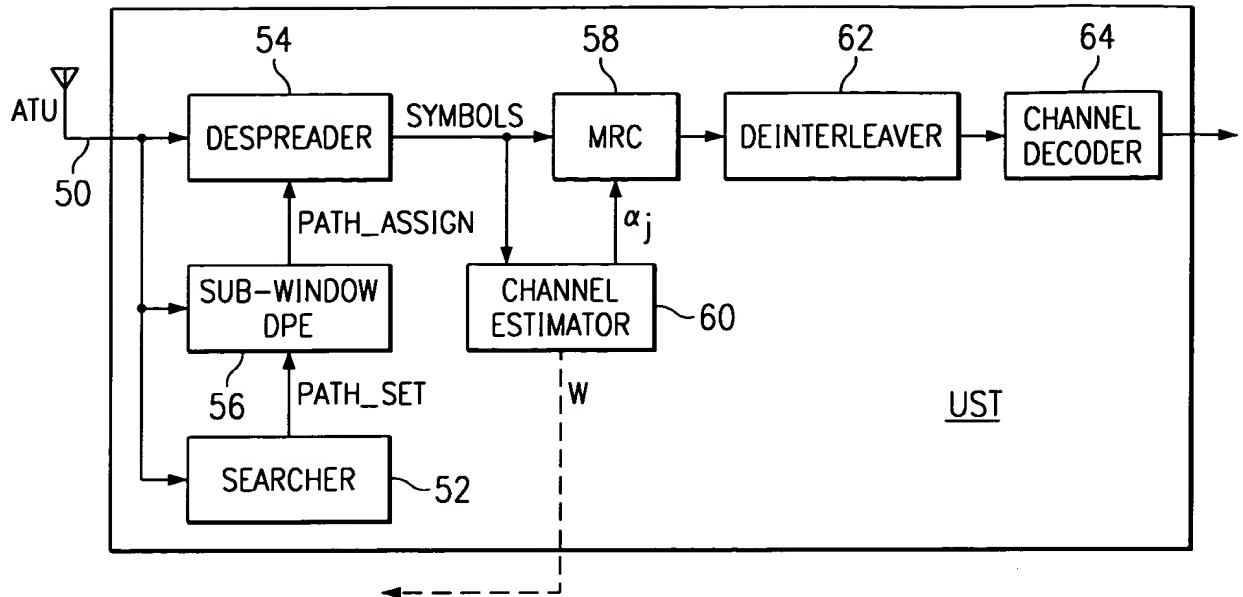 54
58
62
64
ATU
50
DESPREADER
SYMBOLS
MRC
DEINTERLEAVER
CHANNEL
DECODER
PATH_ASSIGN
αj
SUB-WINDOW
DPE
56
CHANNEL
ESTIMATOR
60
PATH_SET
W
UST
SEARCHER
52